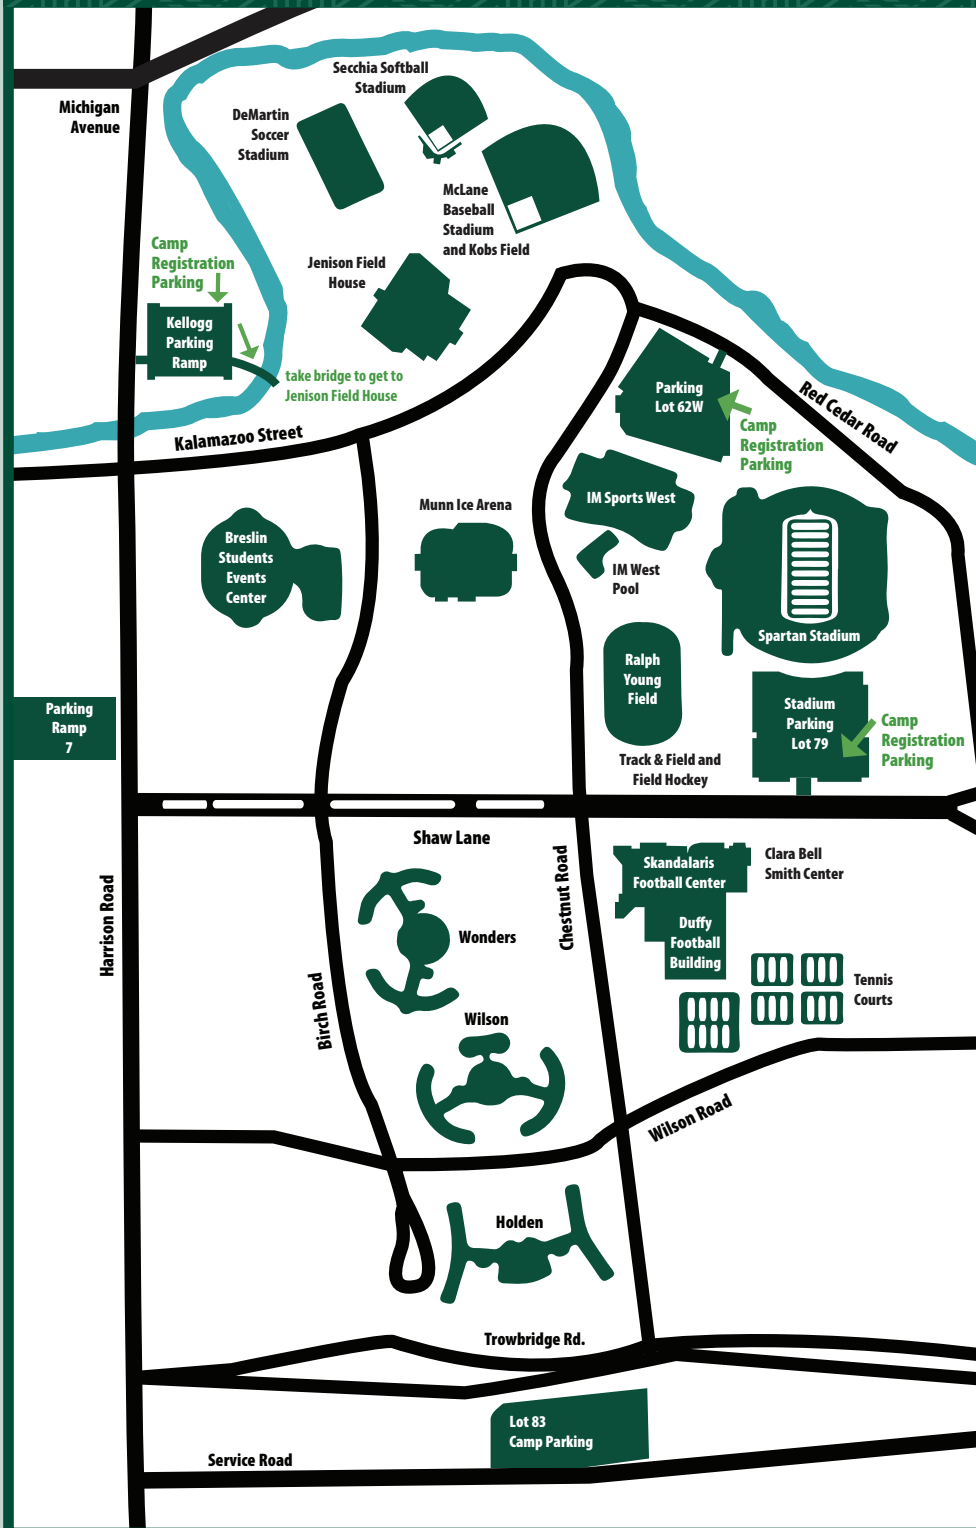 Secchia Softball
Stadium
Michigan
Avenue
DeMartin
Soccer
Stadium
McLane
Baseball
Stadium
and Kobs Field
Camp
Registration
Parking
Jenison Field
House
Kellogg
Parking
Ramp
take bridge to get to
Jenison Field House
Parking
Lot 62W
Red Cedar Road
Camp
Registration
Parking
Kalamazoo Street
IM Sports West
Munn Ice Arena
Breslin
Students
Events
Center
IM West
Pool
Spartan Stadium
Ralph
Young
Field
Parking
Ramp
7
Stadium
Parking
Lot 79
Camp
Registration
Parking
Track & Field and
Field Hockey
Shaw Lane
Chestnut Road
Skandalaris
Football Center
Clara Bell
Smith Center
Harrison Road
Duffy
Football
Building
Wonders
Tennis
Courts
Birch Road
Wilson
Wilson Road
Holden
Trowbridge Rd.
Lot 83
Camp Parking
Service Road